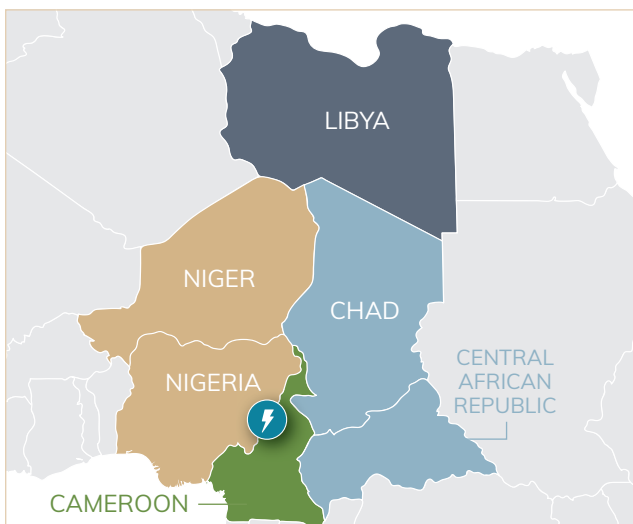 LIBYA
NIGER
CHAD
CENTRAL
AFRICAN
REPUBLIC
NIGERIA
CAMEROON